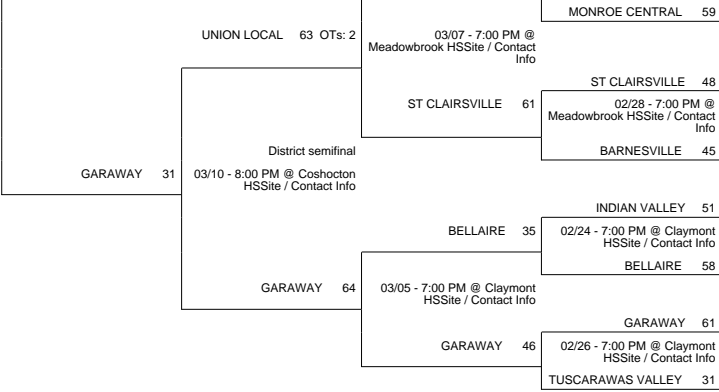 MONROE CENTRAL 59
UNION LOCAL 63 OTs: 2
03/07 - 7:00 PM @
Meadowbrook HSSite / Contact
Info
ST CLAIRSVILLE 48
ST CLAIRSVILLE 61
02/28 - 7:00 PM @
Meadowbrook HSSite / Contact
Info
BARNESVILLE 45
District semifinal
GARAWAY 31
03/10 - 8:00 PM @ Coshocton
HSSite / Contact Info
INDIAN VALLEY 51
BELLAIRE 35
02/24 - 7:00 PM @ Claymont
HSSite / Contact Info
BELLAIRE 58
GARAWAY 64
03/05 - 7:00 PM @ Claymont
HSSite / Contact Info
GARAWAY 61
GARAWAY 46
02/26 - 7:00 PM @ Claymont
HSSite / Contact Info
TUSCARAWAS VALLEY 31